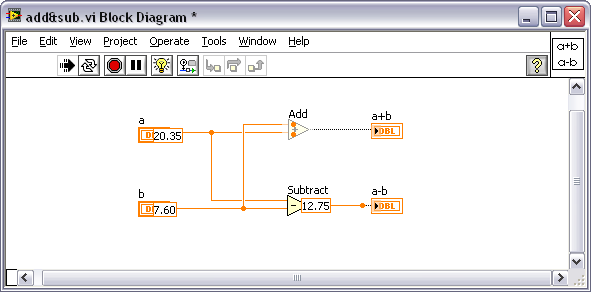 add&sub.vi Block Diagram *
File Edit View Project Operate Tools Window Help
?
a+b
a-b
a
20.35
Add
a+b
DBL
b
7.60
Subtract
12.75
a-b
DBL